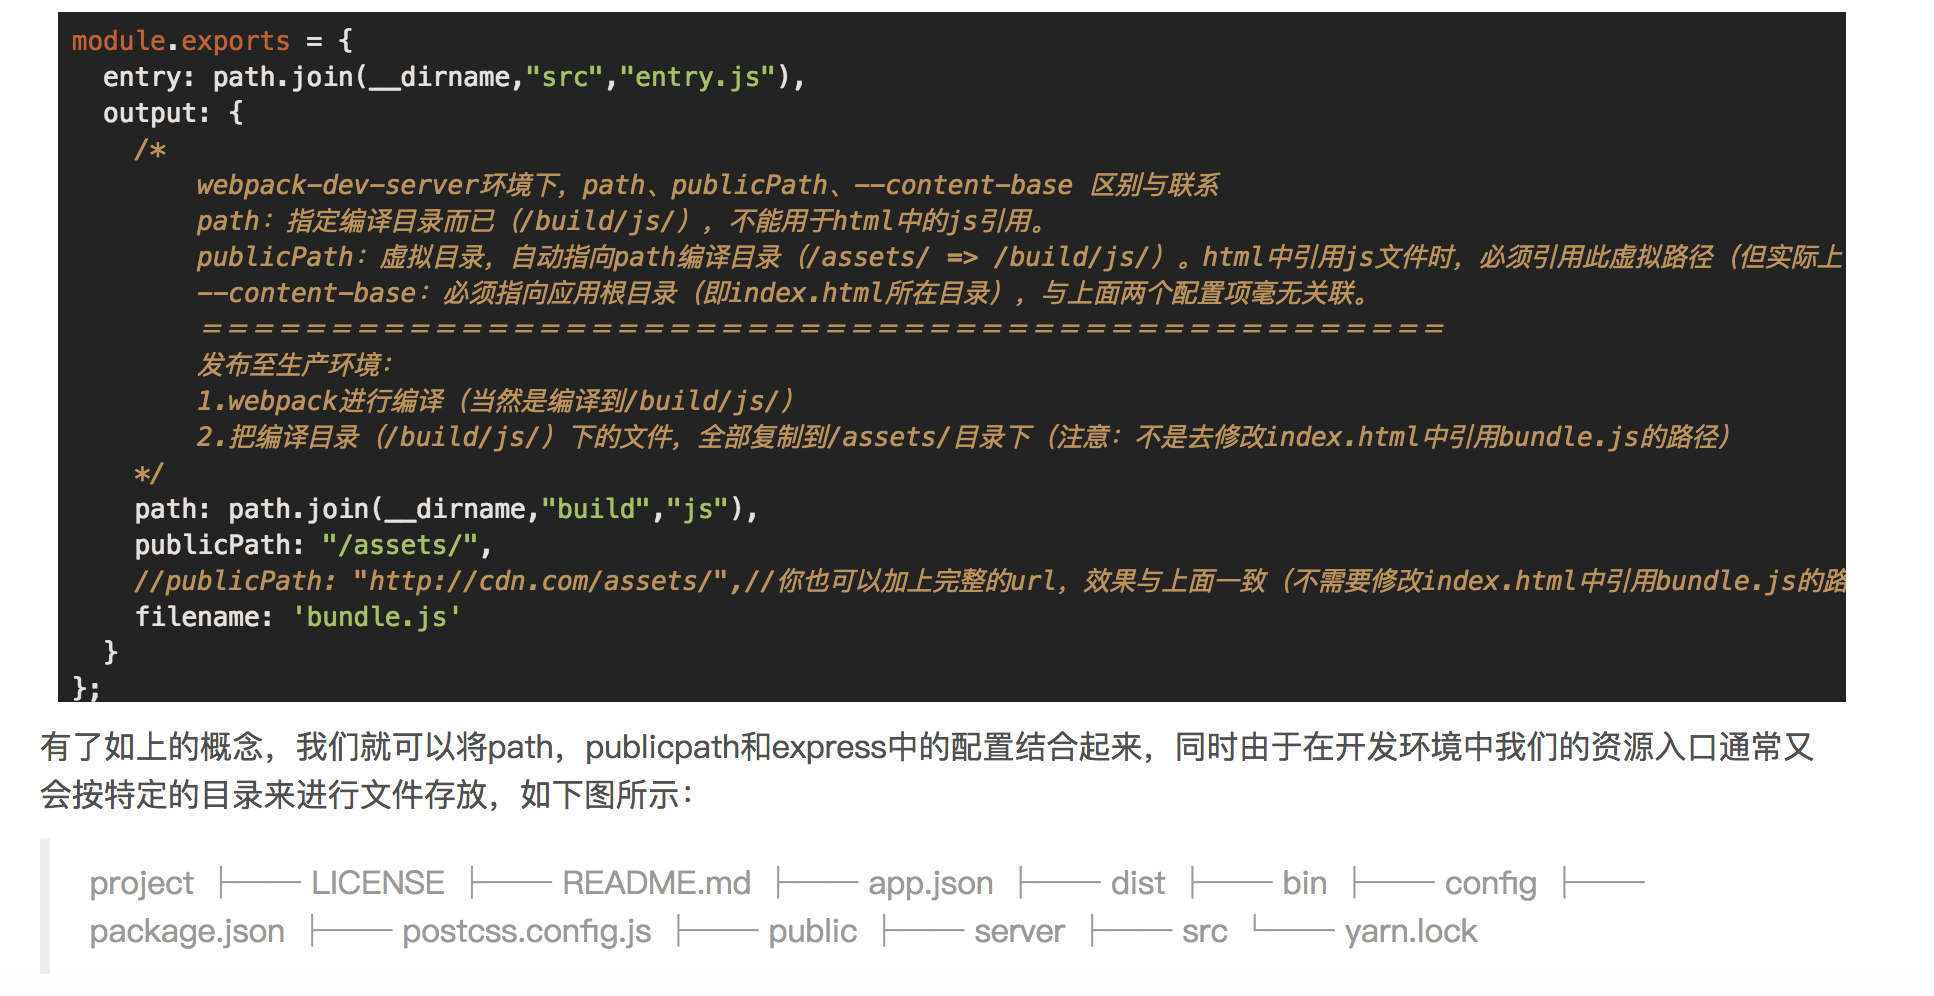 module.exports = {
  entry: path.join(__dirname,"src","entry.js"),
  output: {
    /*
        webpack-dev-server环境下，path、publicPath、--content-base 区别与联系
        path：指定编译目录而已（/build/js/），不能用于html中的js引用。
        publicPath：虚拟目录，自动指向path编译目录（/assets/ => /build/js/）。html中引用js文件时，必须引用此虚拟路径（但实际上
        --content-base：必须指向应用根目录（即index.html所在目录），与上面两个配置项毫无关联。
        ================================================
        发布至生产环境：
        1.webpack进行编译（当然是编译到/build/js/）
        2.把编译目录（/build/js/）下的文件，全部复制到/assets/目录下（注意：不是去修改index.html中引用bundle.js的路径）
    */
    path: path.join(__dirname,"build","js"),
    publicPath: "/assets/",
    //publicPath: "http://cdn.com/assets/",//你也可以加上完整的url，效果与上面一致（不需要修改index.html中引用bundle.js的路
    filename: 'bundle.js'
  }
};
有了如上的概念，我们就可以将path，publicpath和express中的配置结合起来，同时由于在开发环境中我们的资源入口通常又
会按特定的目录来进行文件存放，如下图所示：
project ├── LICENSE ├── README.md ├── app.json ├── dist ├── bin ├── config ├──
package.json ├── postcss.config.js ├── public ├── server ├── src └── yarn.lock